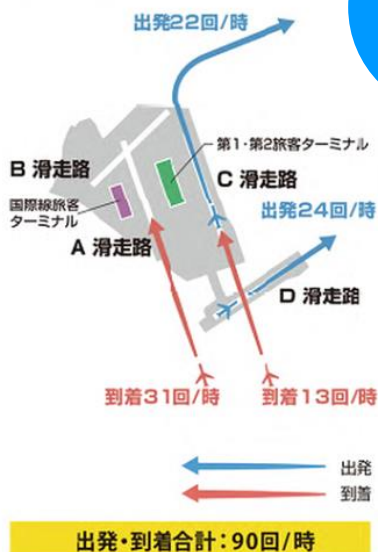 出発22回/時
第1・第2旅客ターミナル
B 滑走路
C 滑走路
国際線旅客
ターミナル
出発24回/時
A 滑走路
D 滑走路
到着31回/時
到着13回/時
出発
到着
出発・到着合計:90回/時